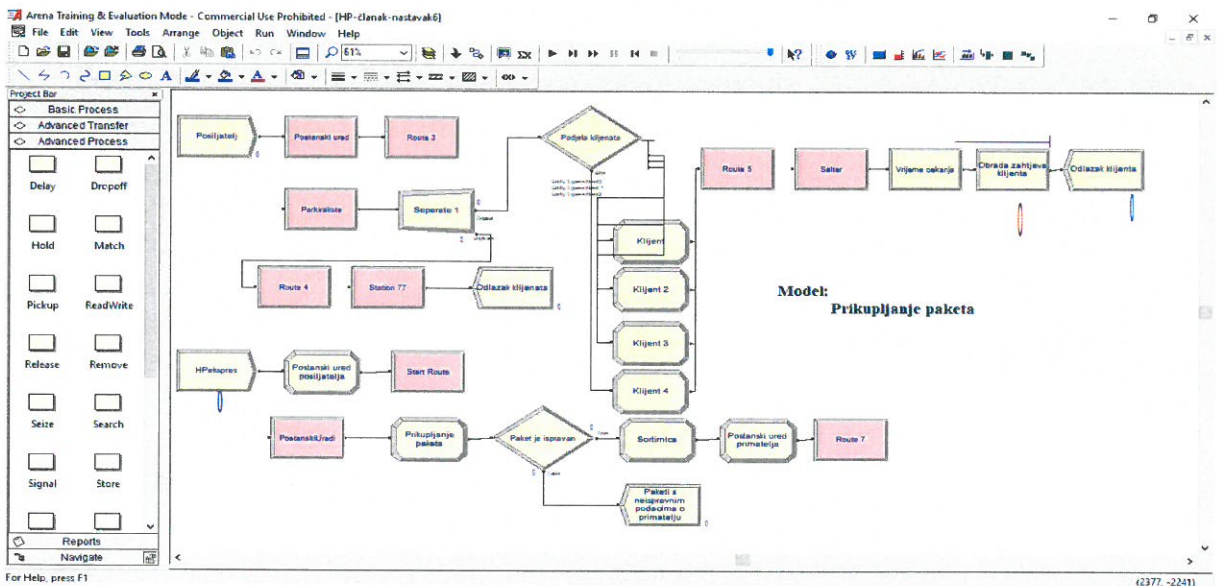 Arena Training & Evaluation Mode - Commercial Use Prohibited - [HP-članak-nastavak6]
File Edit View Tools Arrange Object Run Window Help
61%
Project Bar
Basic Process
Advanced Transfer
Advanced Process
Delay Dropoff
Hold Match
Pickup ReadWrite
Release Remove
Seize Search
Signal Store
Reports
Navigate
Posiljatelj
Postanski urad
Route 3
Podjela klijenata
Parkiraliste
Separate 1
Route 4
Station 77
Odlazak klijenata
Klijent
Klijent 2
Klijent 3
Klijent 4
Route 5
Salter
Vrijeme cekanja
Obrada zahtjeva
klijenta
Odlazak klijenta
Model:
Prikupljanje paketa
HPekspres
Postanski ured
posiljatelja
Start Route
PostanskiUradi
Prikupljanje
paketa
Paket je ispravan
Sortirnica
Postanski ured
primatelja
Route 7
Paketi s
neispravnim
podacima o
primatelju
For Help, press F1
(2377, -2241)